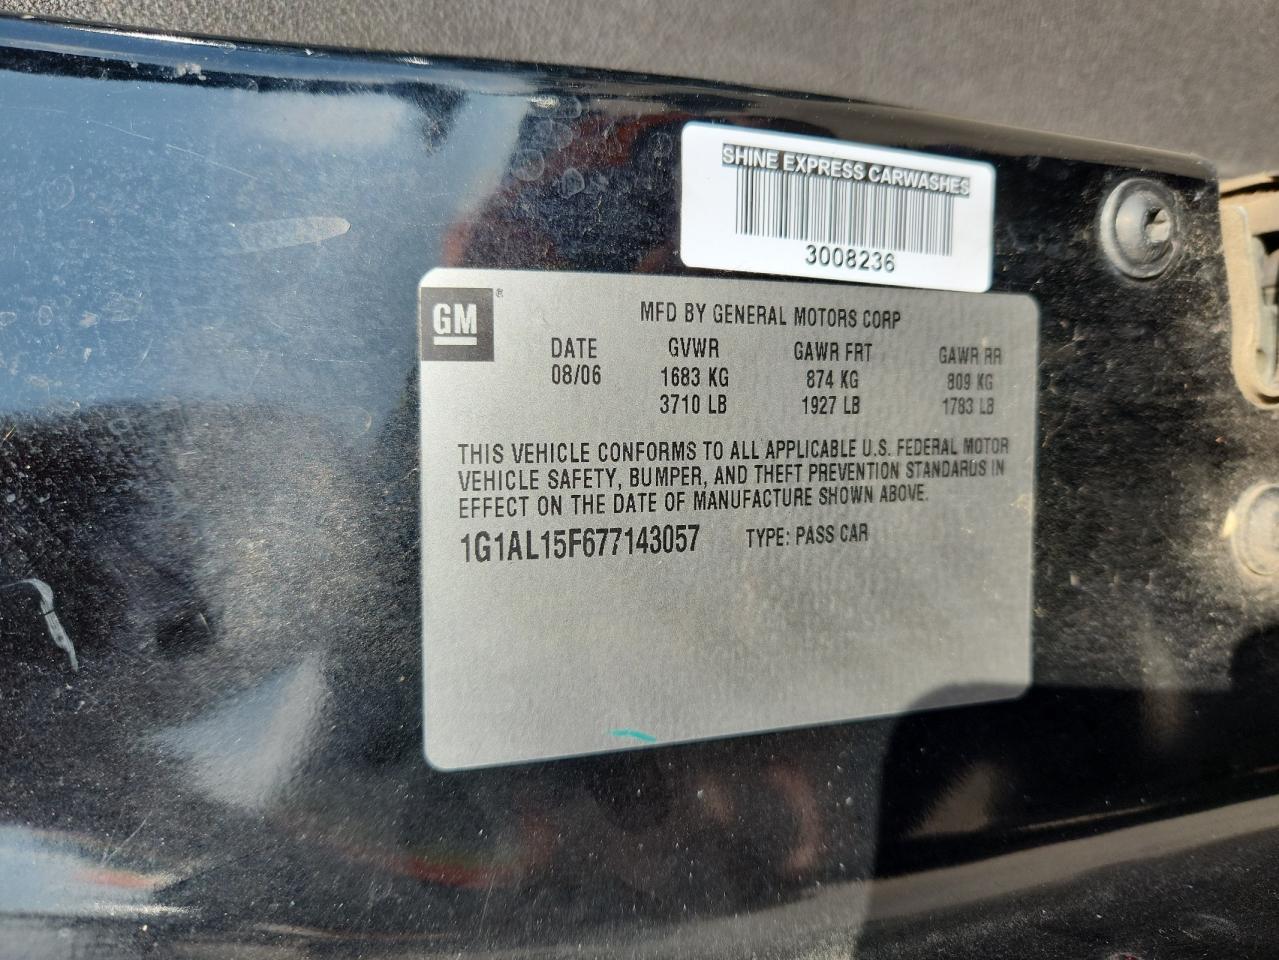 SHINE EXPRESS CARWASHES
3008236
GM®
MFD BY GENERAL MOTORS CORP
DATE GVWR GAWR FRT GAWR RR
08/06 1683 KG 874 KG 809 KG
3710 LB 1927 LB 1783 LB
THIS VEHICLE CONFORMS TO ALL APPLICABLE U.S. FEDERAL MOTOR
VEHICLE SAFETY, BUMPER, AND THEFT PREVENTION STANDARDS IN
EFFECT ON THE DATE OF MANUFACTURE SHOWN ABOVE.
1G1AL15F677143057 TYPE: PASS CAR